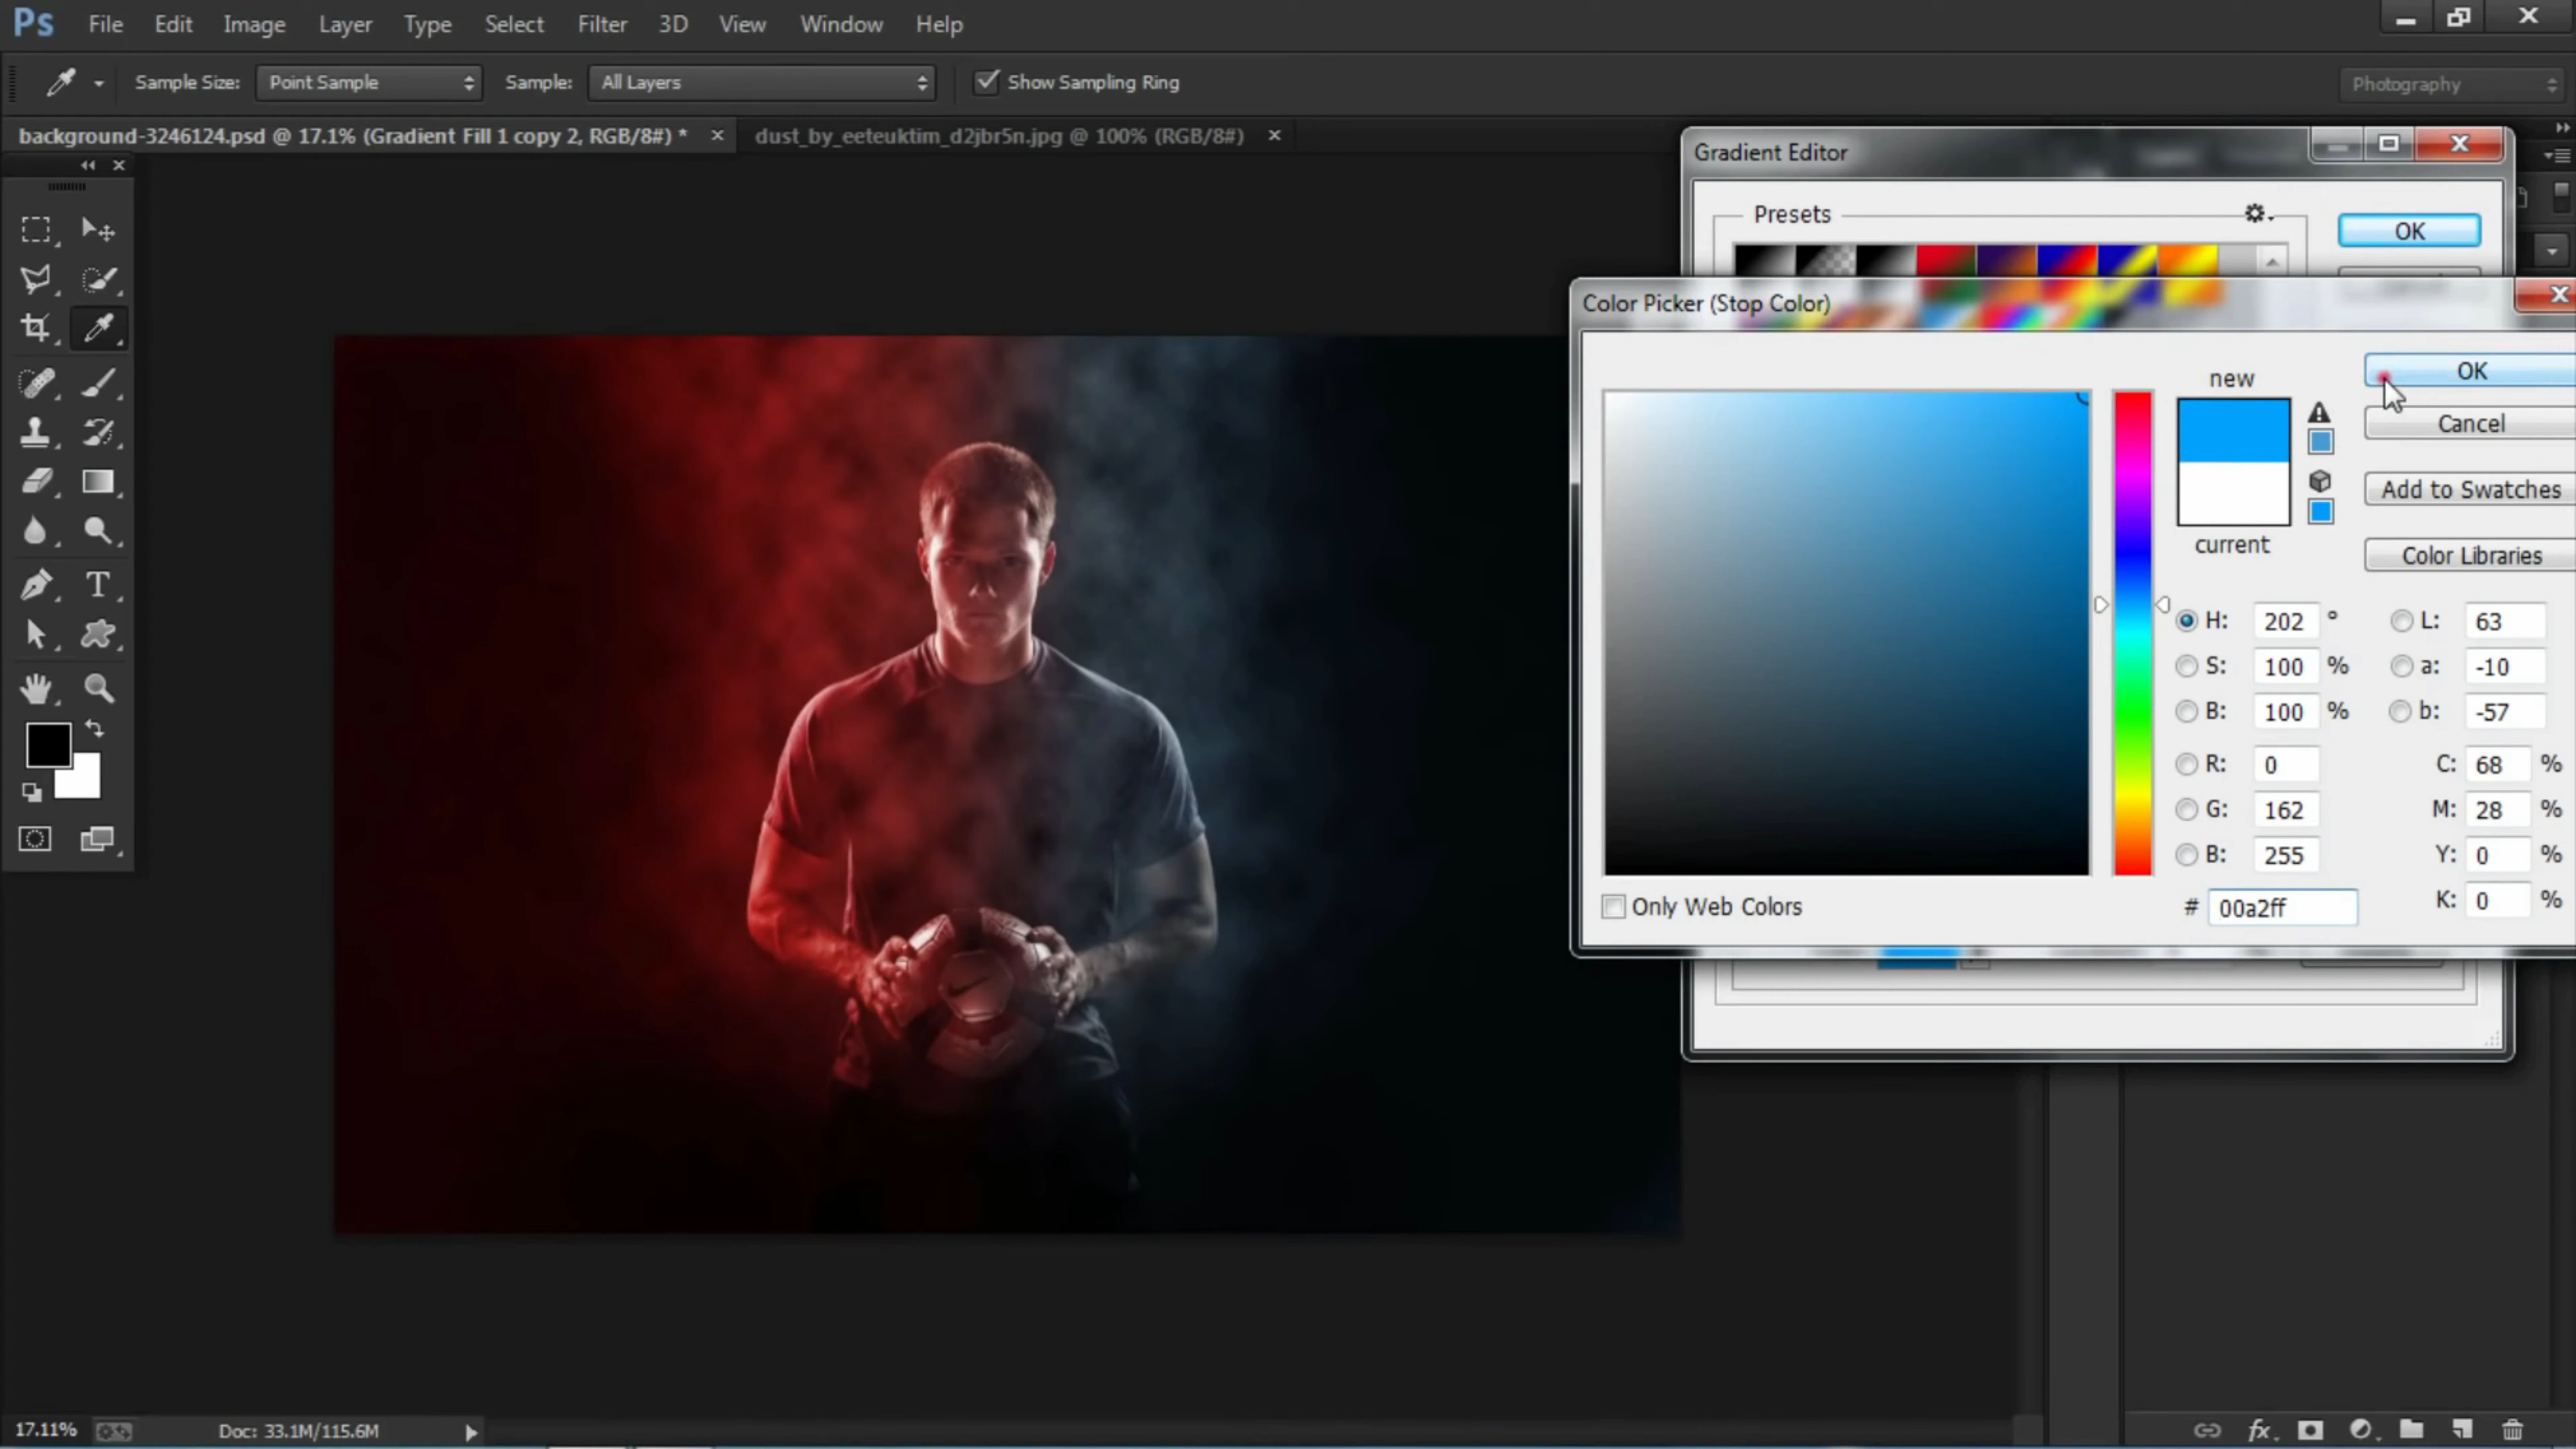 Ps File Edit Image Layer Type Select Filter 3D View Window Help
Sample Size: Point Sample Sample: All Layers Show Sampling Ring Photography
background-3246124.psd @ 17.1% (Gradient Fill 1 copy 2, RGB/8#) * dust_by_eeteuktim_d2jbr5n.jpg @ 100% (RGB/8#)
Gradient Editor
Presets
OK
Color Picker (Stop Color)
new
OK
Cancel
Add to Swatches
current
Color Libraries
H: 202 ° L: 63
S: 100 % a: -10
B: 100 % b: -57
R: 0 C: 68 %
G: 162 M: 28 %
B: 255 Y: 0 %
Only Web Colors # 00a2ff K: 0 %
T
17.11% Doc: 33.1M/115.6M fx